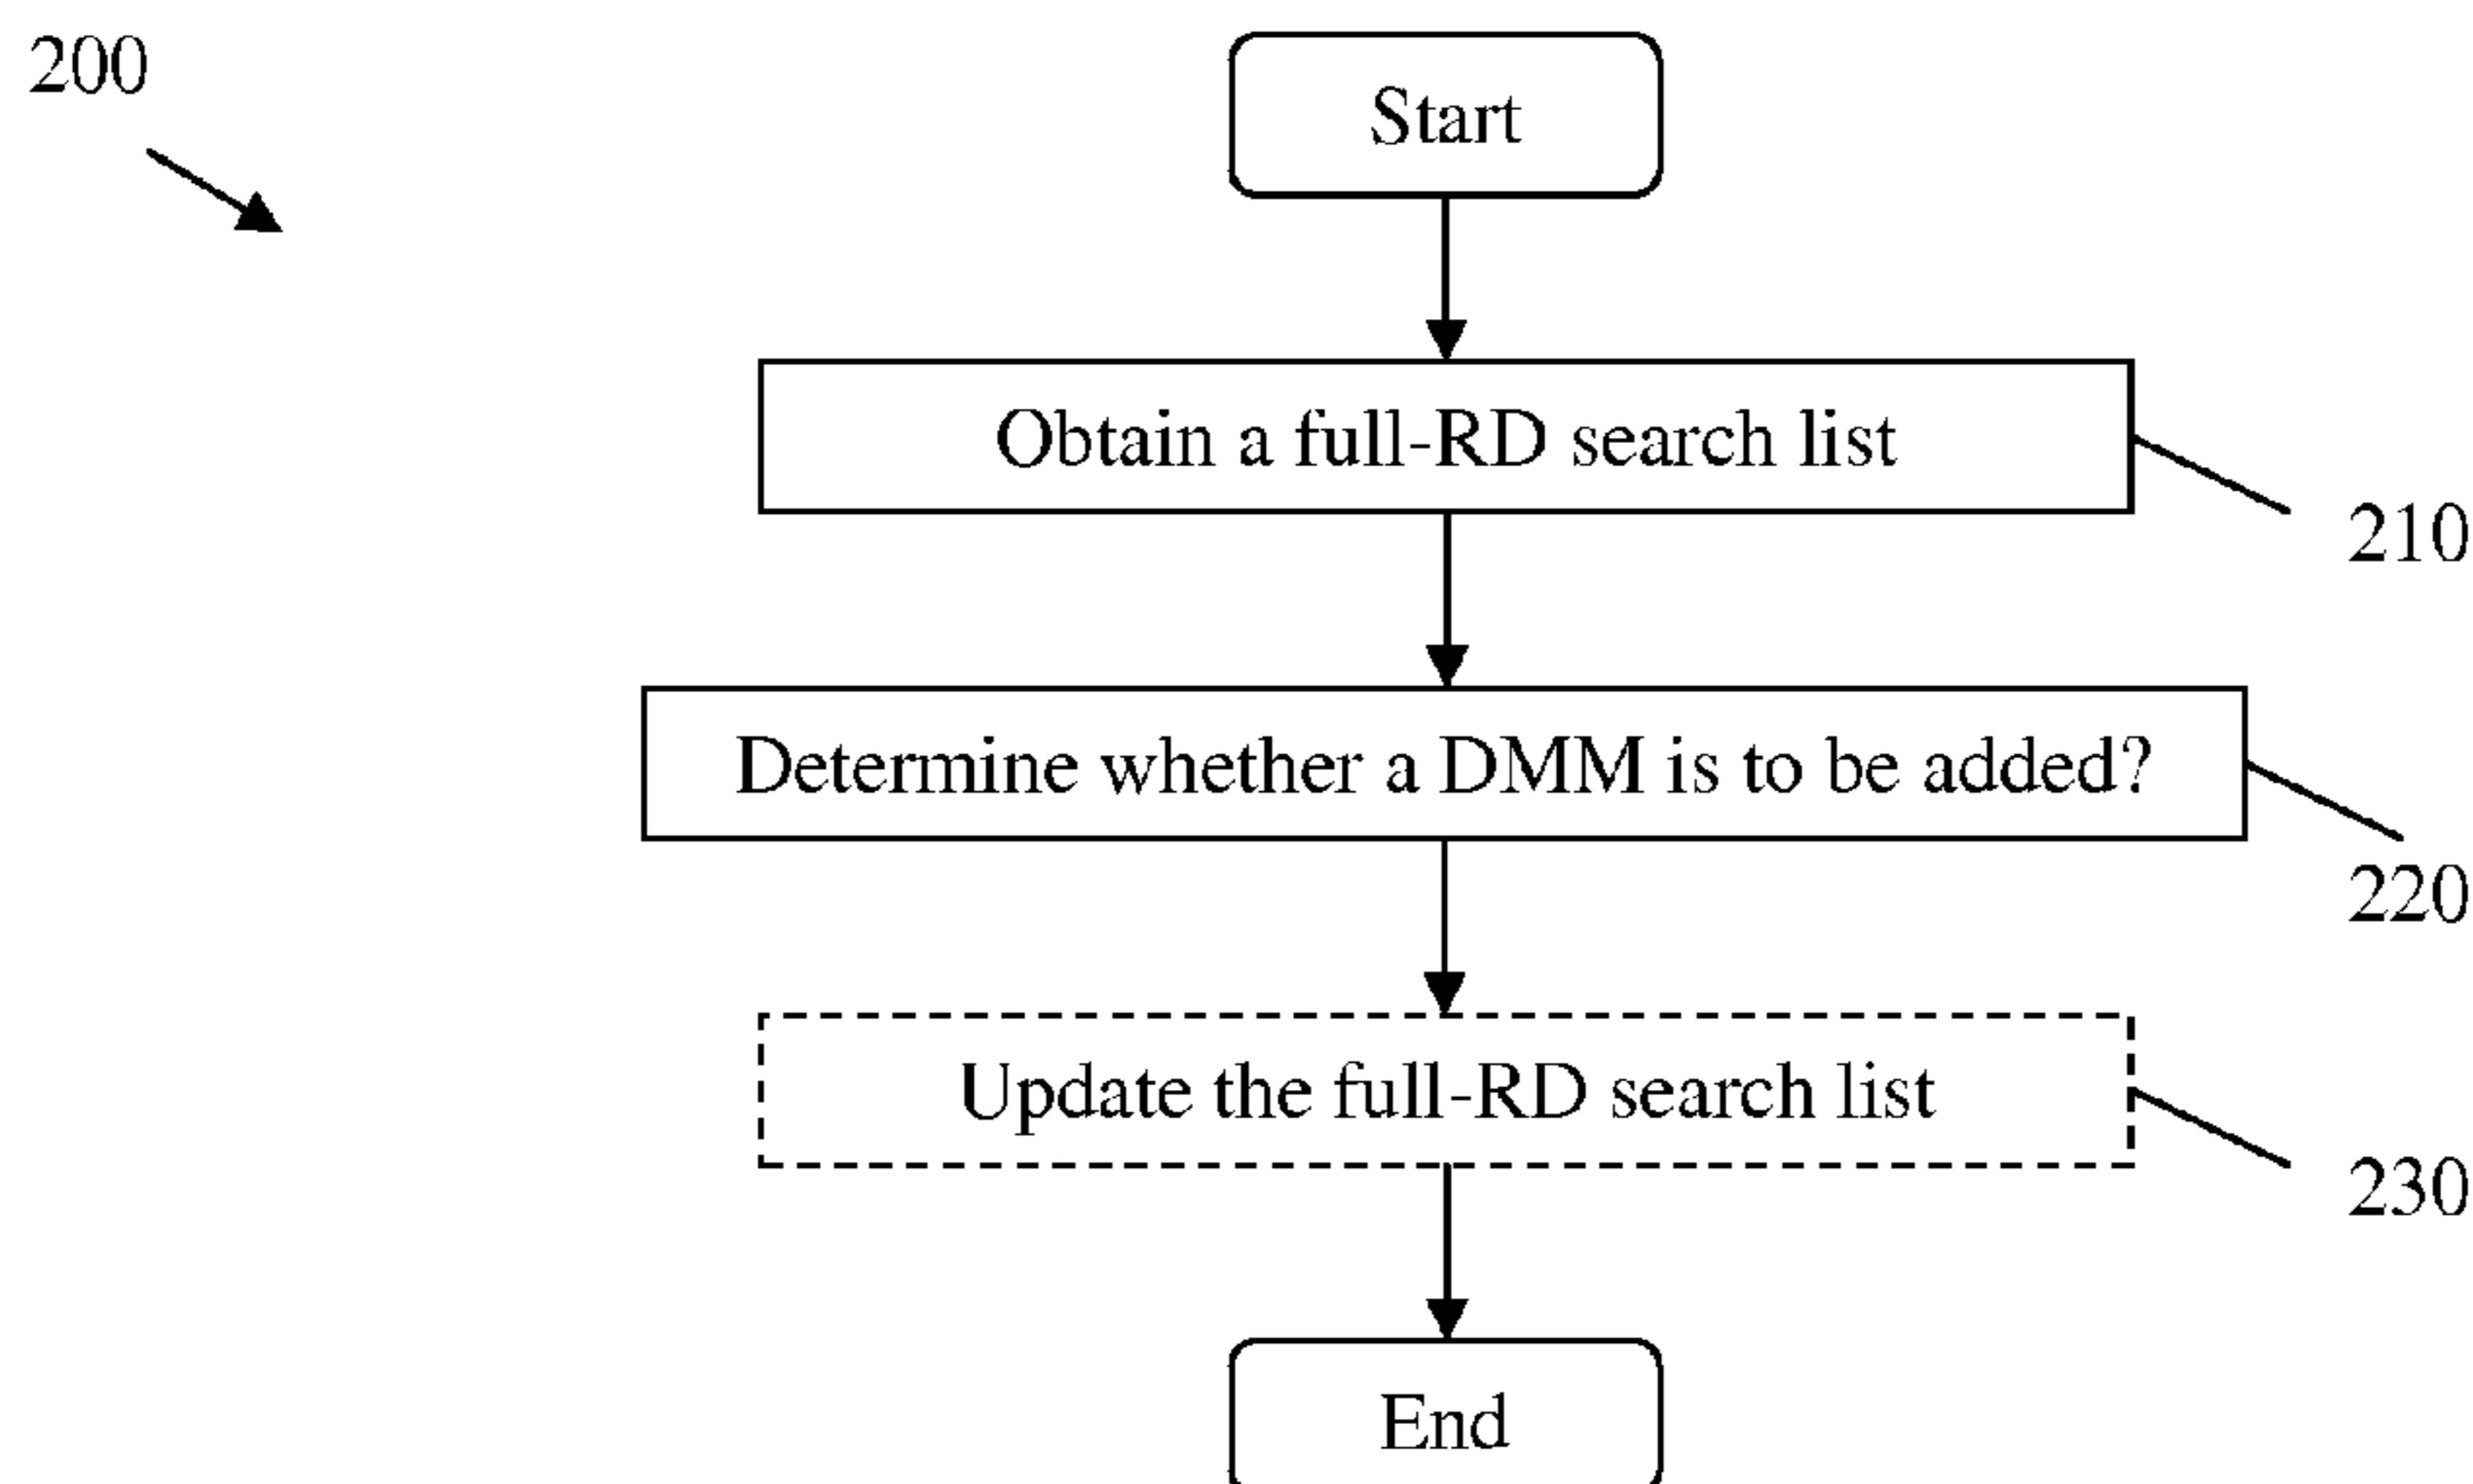 200
Start
Obtain a full-RD search list
210
Determine whether a DMM is to be added?
220
Update the full-RD search list
230
End